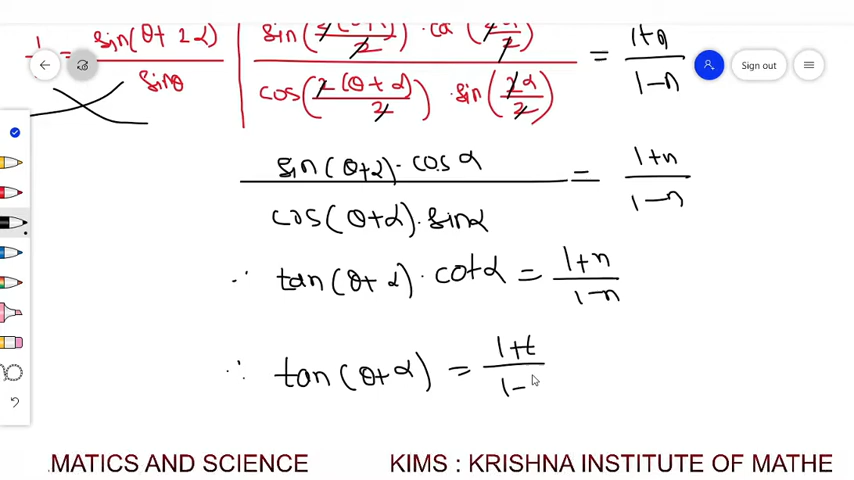 1/n = sin(θ+2α)/sinθ
sin(2(θ+α)/2) · cos(2α/2) / cos(2(θ+α)/2) · sin(2α/2) = 1+n/1-n
Sign out
sin(θ+α) · cosα / cos(θ+α) · sinα = 1+n/1-n
∴ tan(θ+α) · cotα = 1+n/1-n
∴ tan(θ+α) = 1+t/1-
MATICS AND SCIENCE KIMS : KRISHNA INSTITUTE OF MATHE